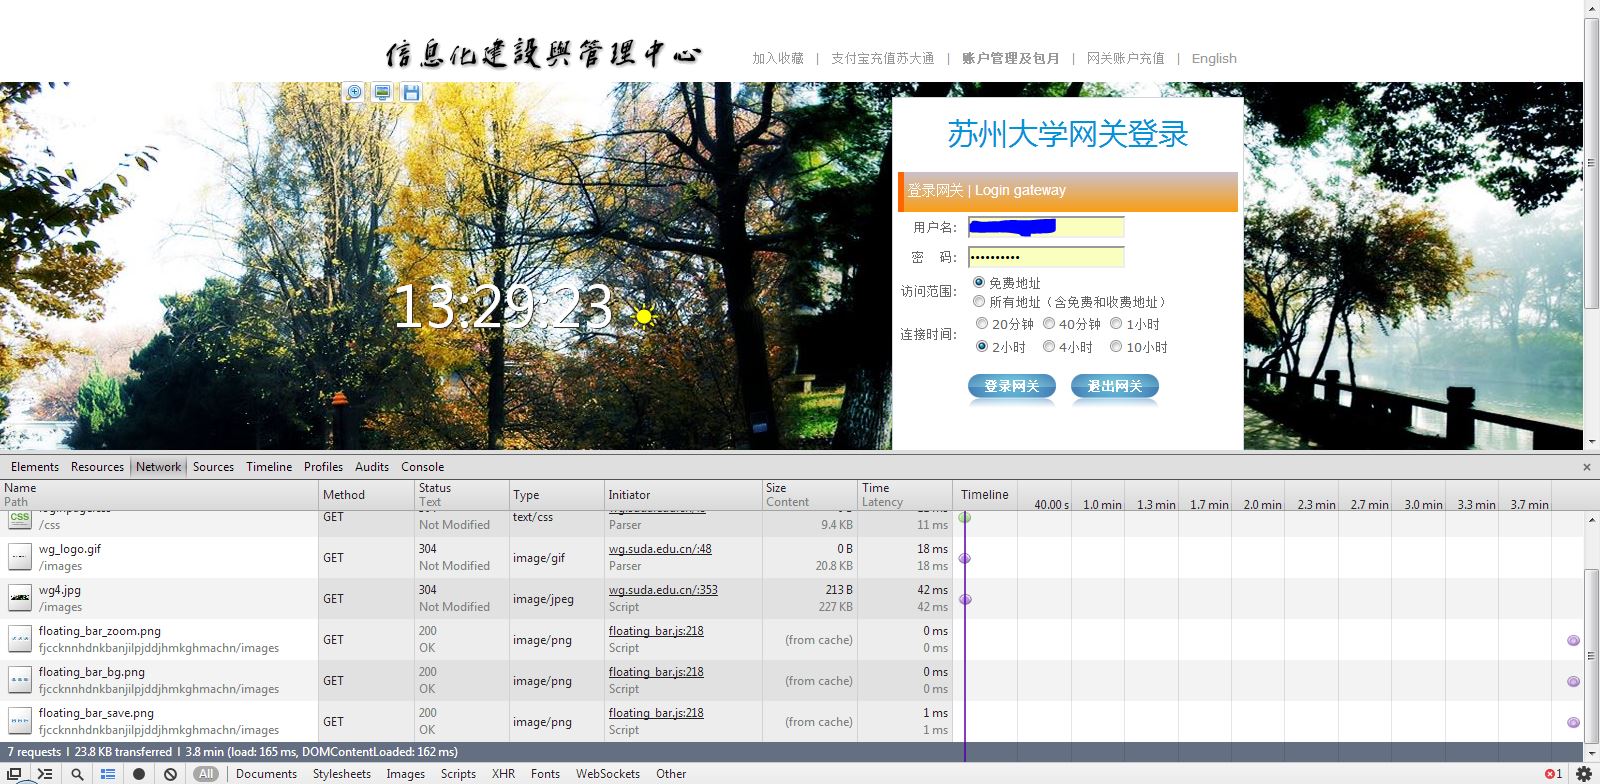 信息化建設與管理中心
加入收藏 | 支付宝充值苏大通 | 账户管理及包月 | 网关账户充值 | English
苏州大学网关登录
登录网关 | Login gateway
用户名:
密 码: ••••••••••
访问范围: 免费地址
所有地址（含免费和收费地址）
13:29:23
连接时间: 20分钟 40分钟 1小时
2小时 4小时 10小时
登录网关 退出网关
Elements Resources Network Sources Timeline Profiles Audits Console ×
Name Method Status Type Initiator Size Time Timeline 40.00 s 1.0 min 1.3 min 1.7 min 2.0 min 2.3 min 2.7 min 3.0 min 3.3 min 3.7 min
Path Text Content Latency
GET text/css
/css Not Modified Parser 9.4 KB 11 ms
wg_logo.gif GET 304 image/gif wg.suda.edu.cn/:48 0 B 18 ms
/images Not Modified Parser 20.8 KB 18 ms
wg4.jpg GET 304 image/jpeg wg.suda.edu.cn/:353 213 B 42 ms
/images Not Modified Script 227 KB 42 ms
floating_bar_zoom.png GET 200 image/png floating_bar.js:218 (from cache) 0 ms
fjccknnhdnkbanjilpjddjhmkghmachn/images OK Script 0 ms
floating_bar_bg.png GET 200 image/png floating_bar.js:218 (from cache) 0 ms
fjccknnhdnkbanjilpjddjhmkghmachn/images OK Script 0 ms
floating_bar_save.png GET 200 image/png floating_bar.js:218 (from cache) 1 ms
fjccknnhdnkbanjilpjddjhmkghmachn/images OK Script 0 ms
7 requests | 23.8 KB transferred | 3.8 min (load: 165 ms, DOMContentLoaded: 162 ms)
All Documents Stylesheets Images Scripts XHR Fonts WebSockets Other 1